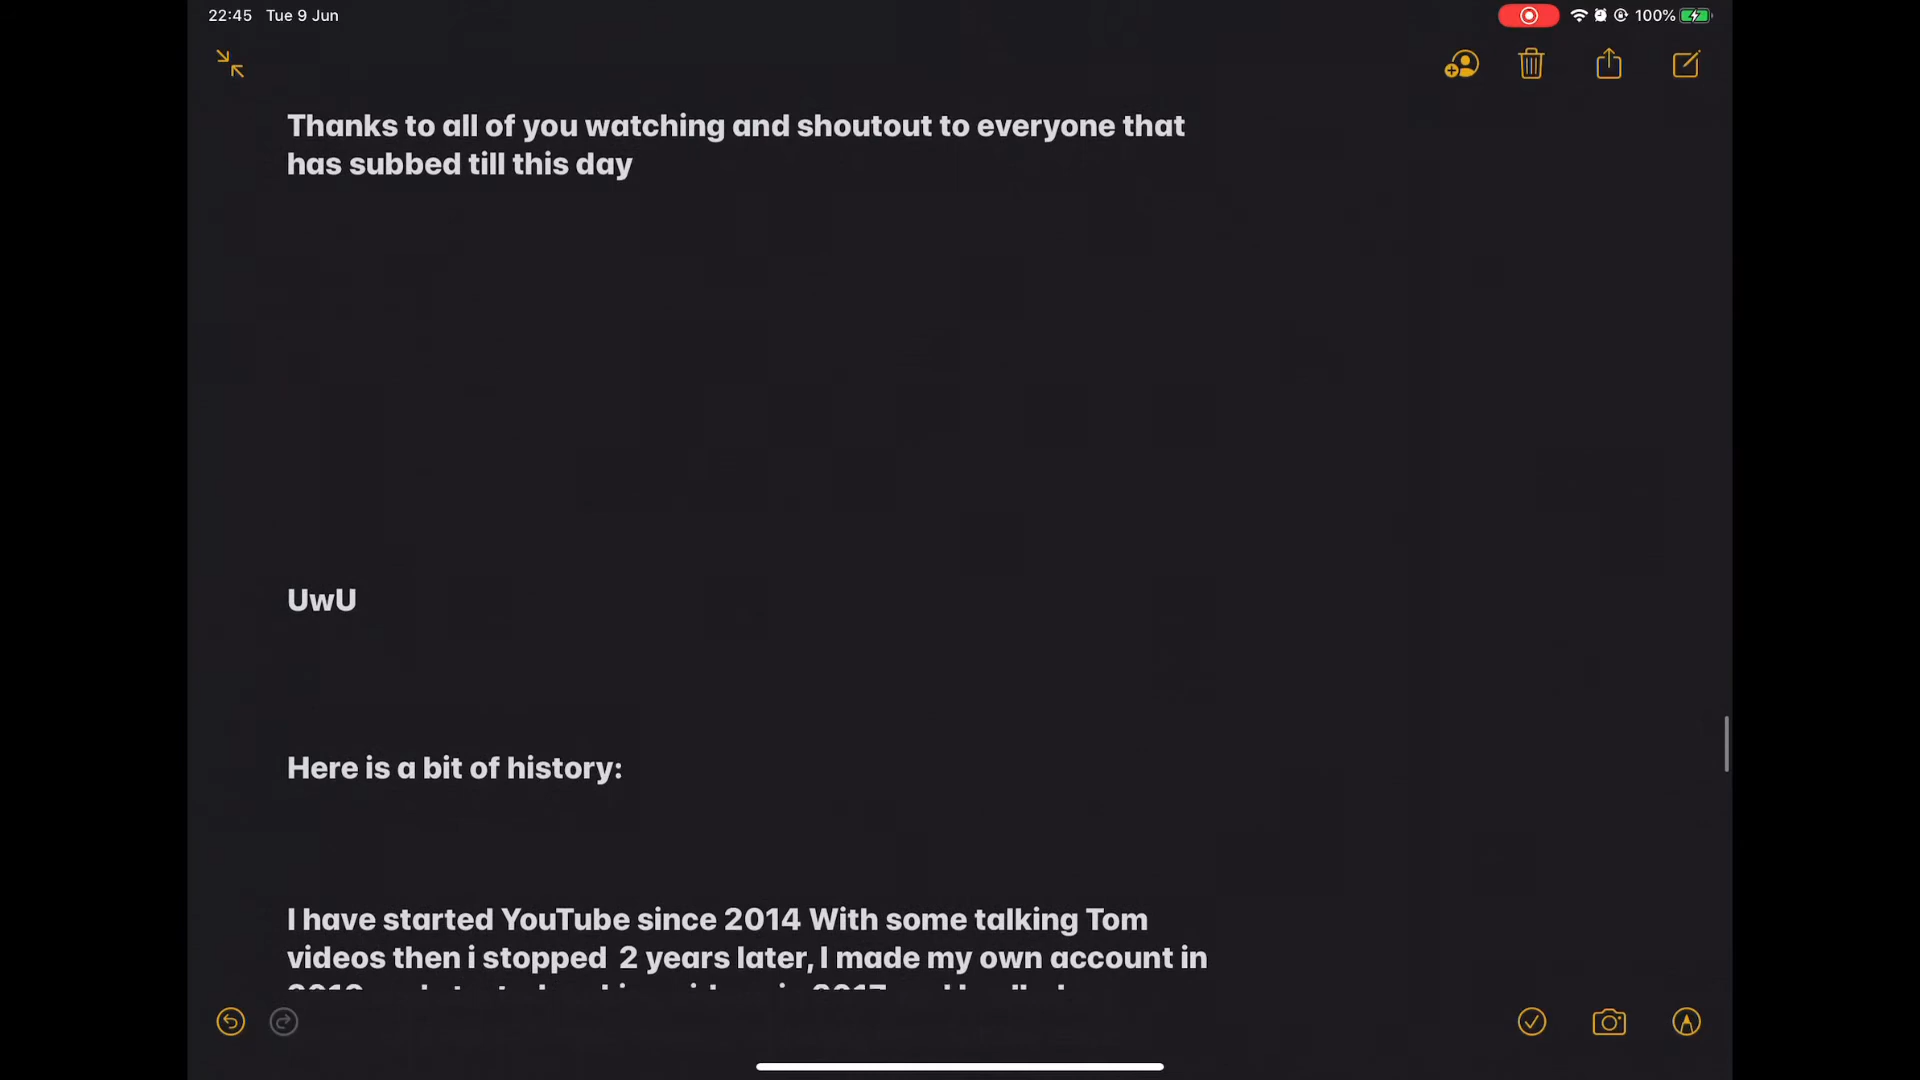 22:45 Tue 9 Jun 100%
Thanks to all of you watching and shoutout to everyone that
has subbed till this day
UwU
Here is a bit of history:
I have started YouTube since 2014 With some talking Tom
videos then i stopped 2 years later, I made my own account in